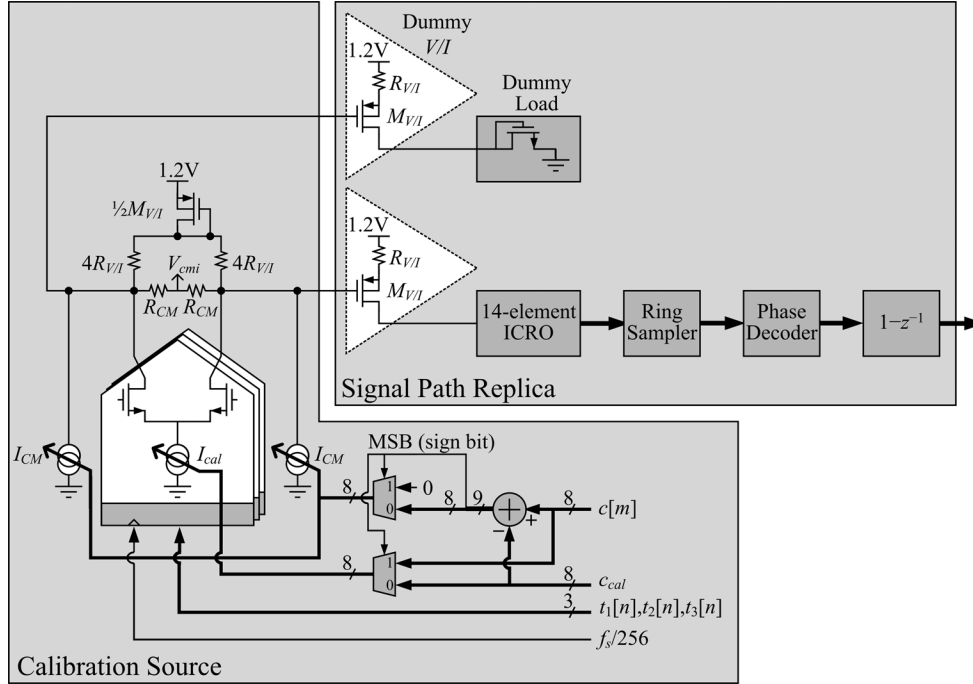 Dummy
V/I
1.2V
R_{V/I}
M_{V/I}
Dummy
Load
1.2V
½M_{V/I}
4R_{V/I}
V_{cmi}
4R_{V/I}
R_{CM}
R_{CM}
1.2V
R_{V/I}
M_{V/I}
14-element
ICRO
Ring
Sampler
Phase
Decoder
1−z^{−1}
Signal Path Replica
I_{CM}
I_{cal}
I_{CM}
MSB (sign bit)
8
1
0
0
8
9
+
+
−
8
c[m]
8
1
0
8
c_{cal}
3
t_1[n],t_2[n],t_3[n]
f_s/256
Calibration Source